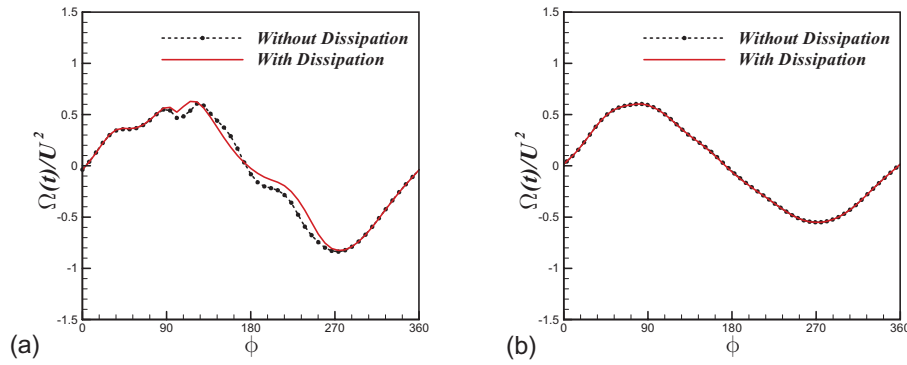 1.5
Without Dissipation
With Dissipation
1
0.5
0
-0.5
-1
-1.5
Ω(t)/U²
0 90 180 270 360
ϕ
(a)
1.5
Without Dissipation
With Dissipation
1
0.5
0
-0.5
-1
-1.5
Ω(t)/U²
0 90 180 270 360
ϕ
(b)